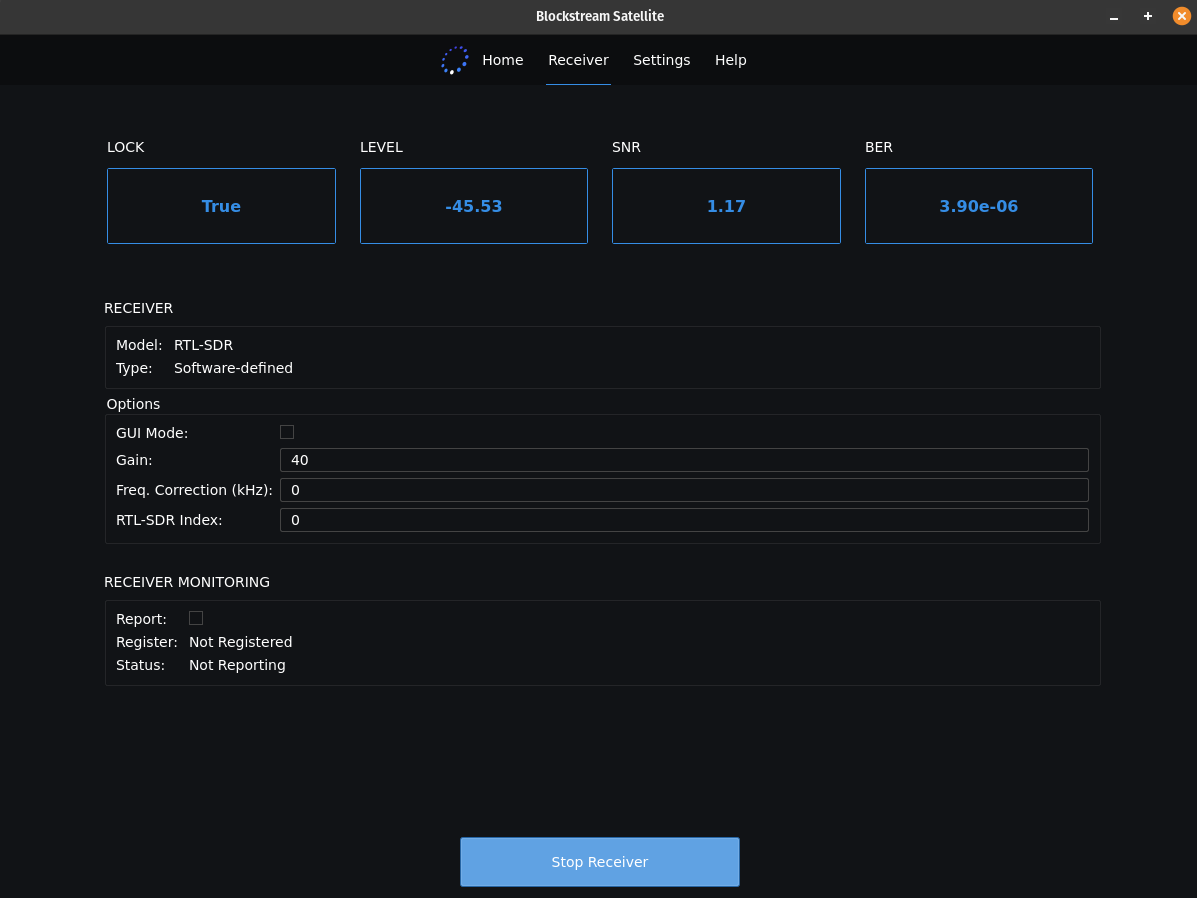 Blockstream Satellite
Home Receiver Settings Help
LOCK LEVEL SNR BER
True -45.53 1.17 3.90e-06
RECEIVER
Model: RTL-SDR
Type: Software-defined
Options
GUI Mode:
Gain: 40
Freq. Correction (kHz): 0
RTL-SDR Index: 0
RECEIVER MONITORING
Report:
Register: Not Registered
Status: Not Reporting
Stop Receiver